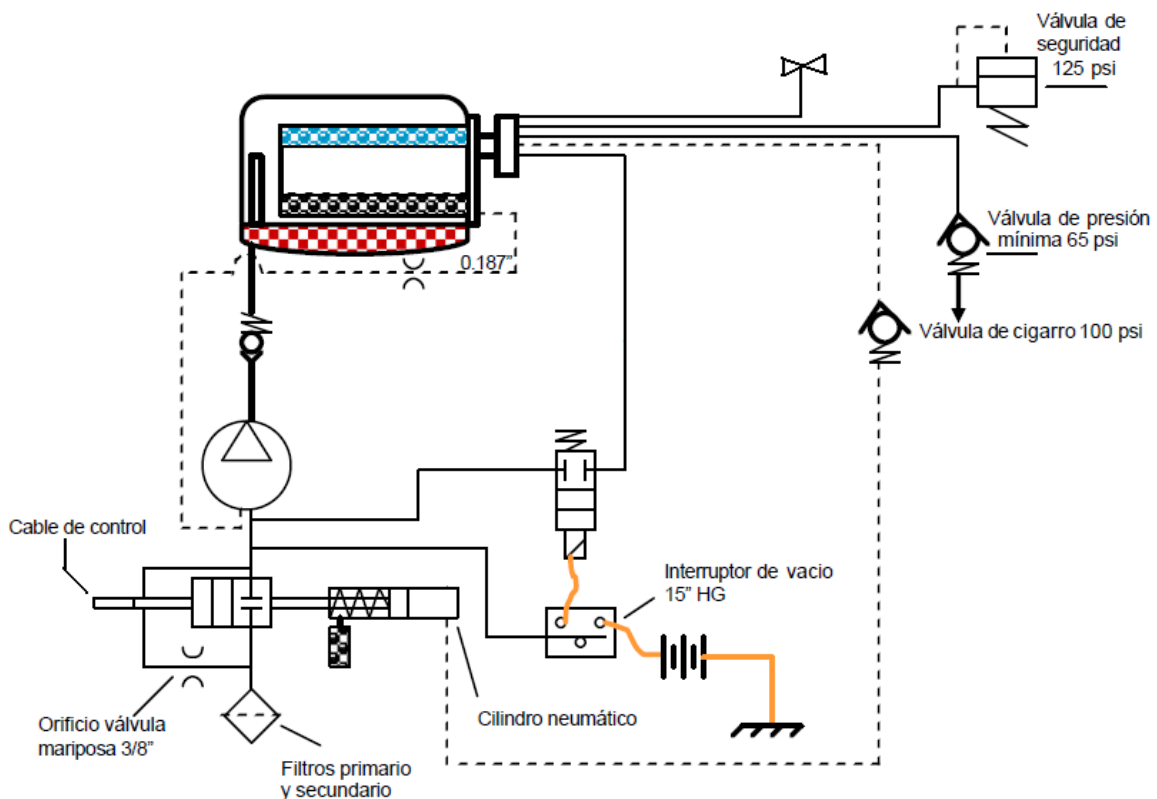 Válvula de
seguridad
125 psi
Válvula de presión
mínima 65 psi
0.187”
Válvula de cigarro 100 psi
Cable de control
Interruptor de vacio
15” HG
Orificio válvula
mariposa 3/8”
Cilindro neumático
Filtros primario
y secundario